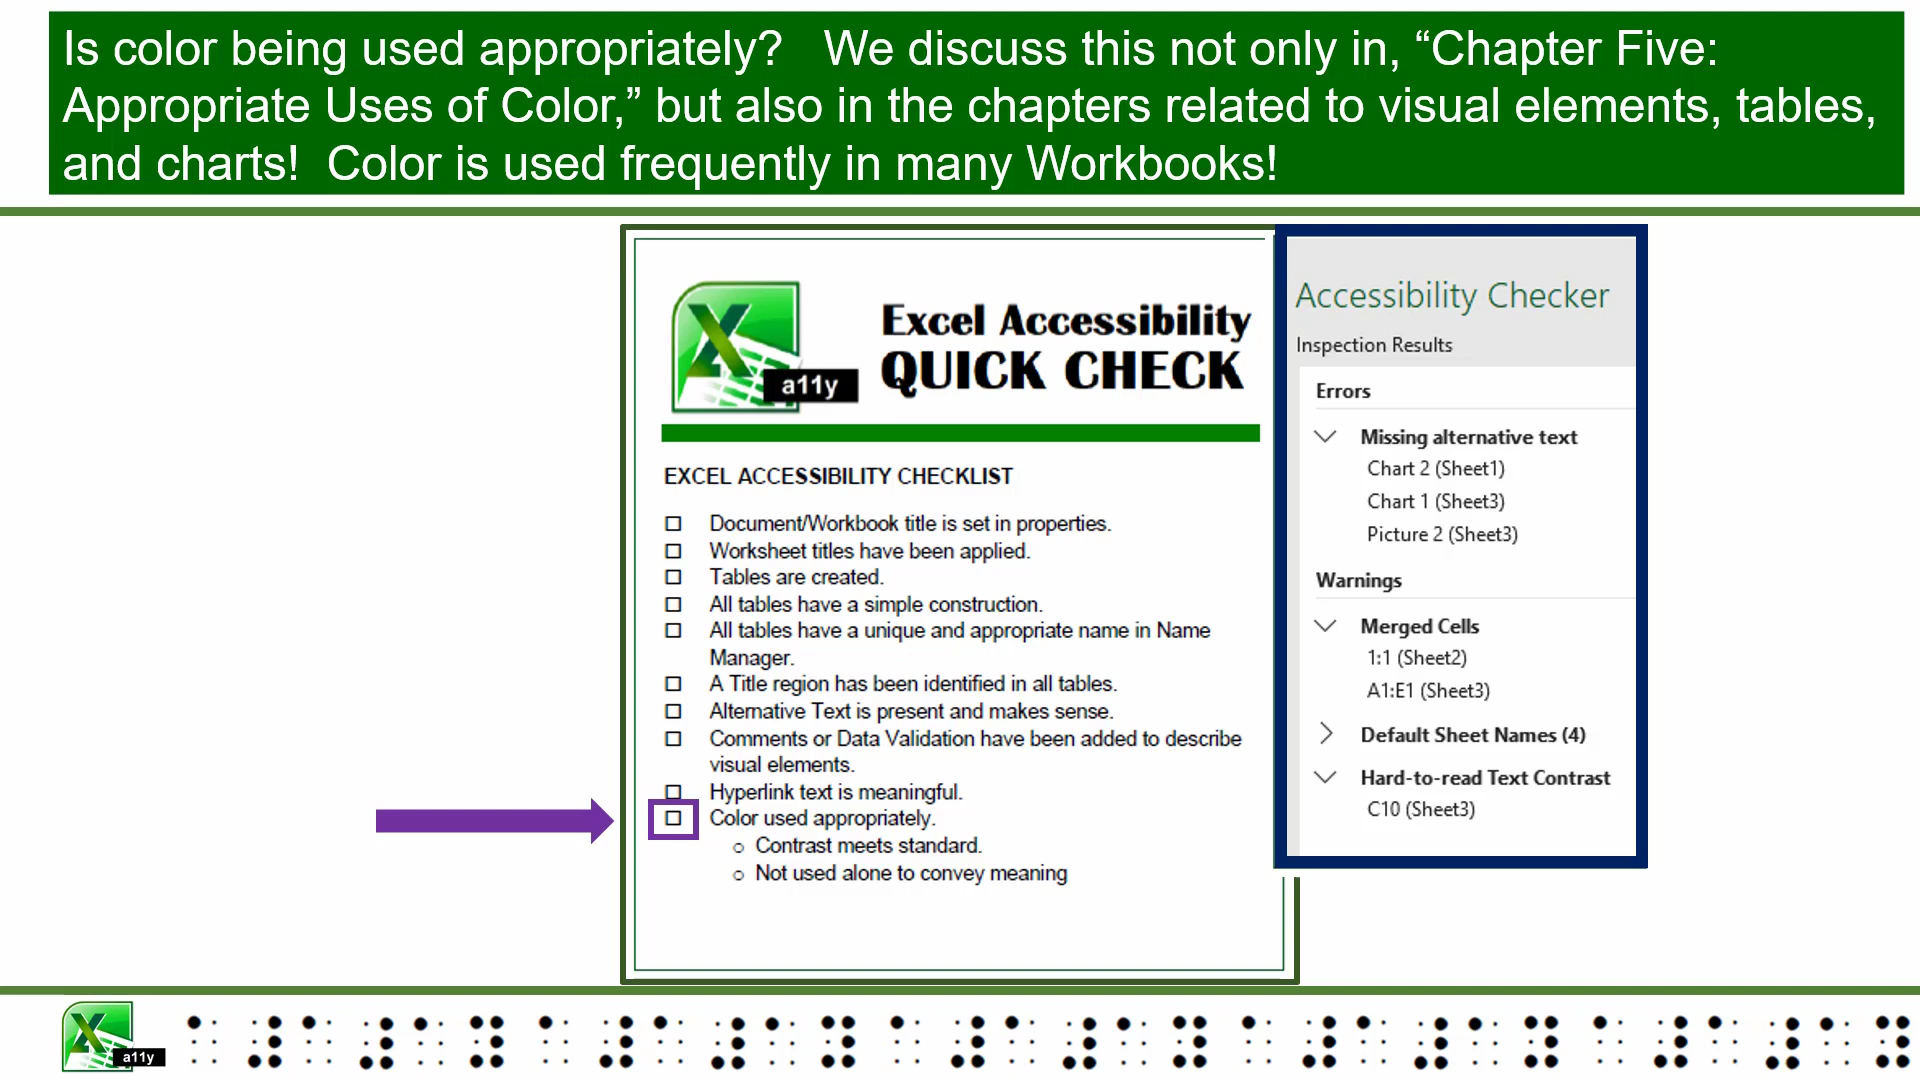 Is color being used appropriately?   We discuss this not only in, “Chapter Five:
Appropriate Uses of Color,” but also in the chapters related to visual elements, tables,
and charts!  Color is used frequently in many Workbooks!
a11y
Excel Accessibility
QUICK CHECK
EXCEL ACCESSIBILITY CHECKLIST
☐ Document/Workbook title is set in properties.
☐ Worksheet titles have been applied.
☐ Tables are created.
☐ All tables have a simple construction.
☐ All tables have a unique and appropriate name in Name
Manager.
☐ A Title region has been identified in all tables.
☐ Alternative Text is present and makes sense.
☐ Comments or Data Validation have been added to describe
visual elements.
☐ Hyperlink text is meaningful.
☐ Color used appropriately.
o Contrast meets standard.
o Not used alone to convey meaning
Accessibility Checker
Inspection Results
Errors
Missing alternative text
Chart 2 (Sheet1)
Chart 1 (Sheet3)
Picture 2 (Sheet3)
Warnings
Merged Cells
1:1 (Sheet2)
A1:E1 (Sheet3)
Default Sheet Names (4)
Hard-to-read Text Contrast
C10 (Sheet3)
a11y